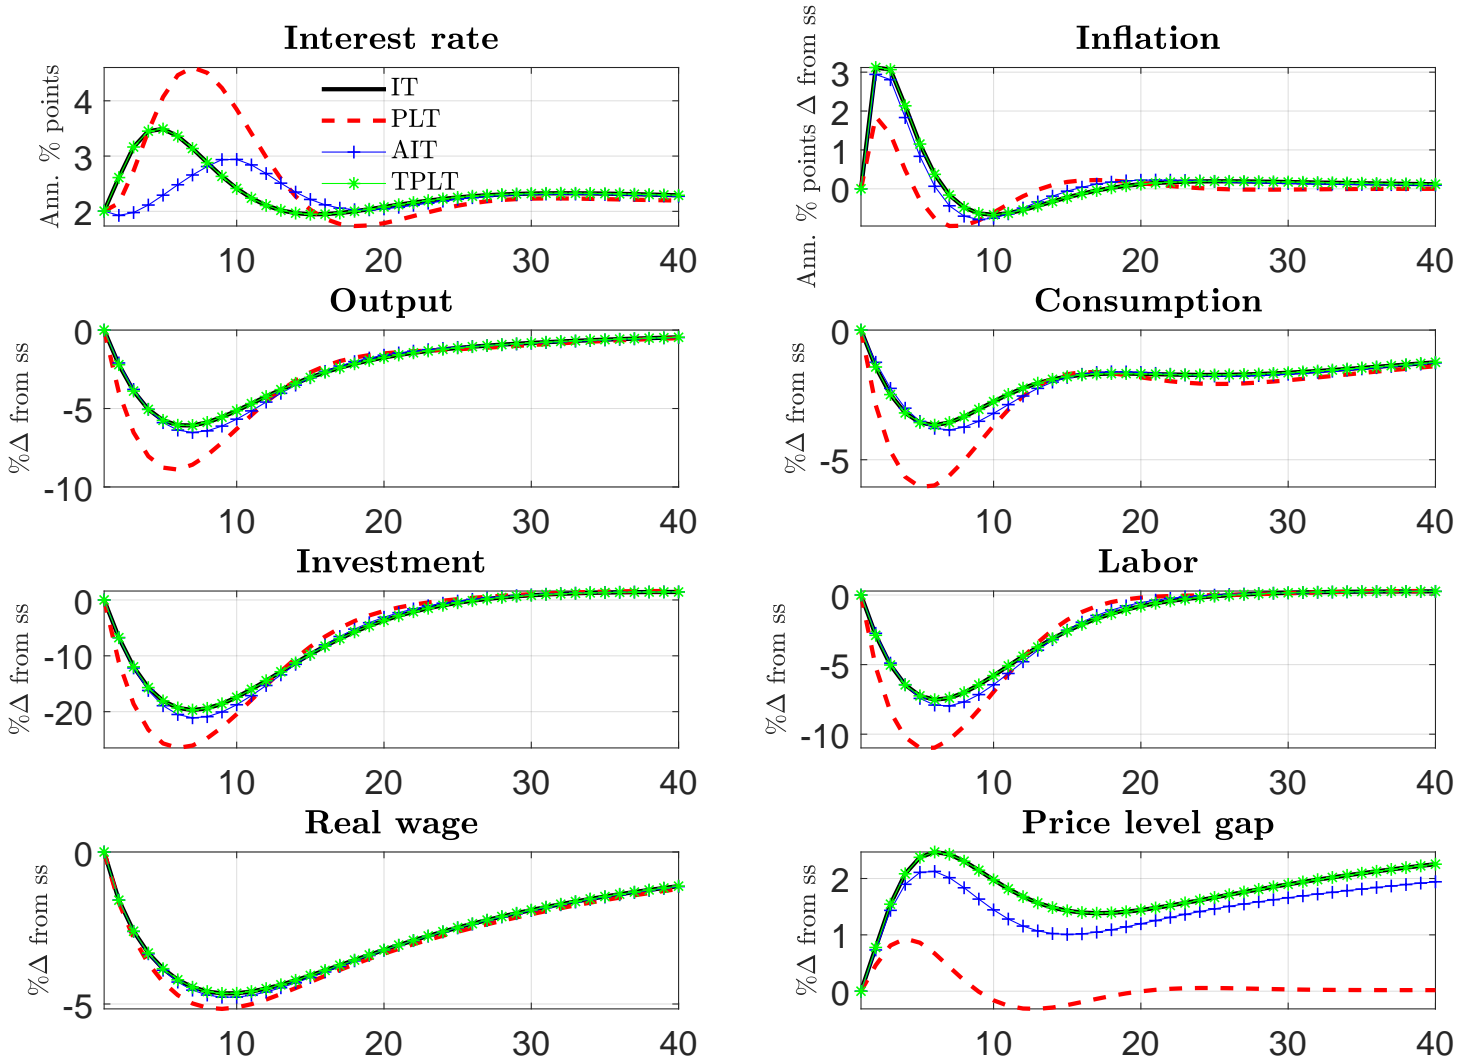 Interest rate
Ann. % points
4
3
2
IT
PLT
AIT
TPLT
10 20 30 40
Inflation
Ann. % points Δ from ss
3
2
1
0
10 20 30 40
Output
%Δ from ss
0
-5
-10
10 20 30 40
Consumption
%Δ from ss
0
-5
10 20 30 40
Investment
%Δ from ss
0
-10
-20
10 20 30 40
Labor
%Δ from ss
0
-5
-10
10 20 30 40
Real wage
%Δ from ss
0
-5
10 20 30 40
Price level gap
%Δ from ss
2
1
0
10 20 30 40